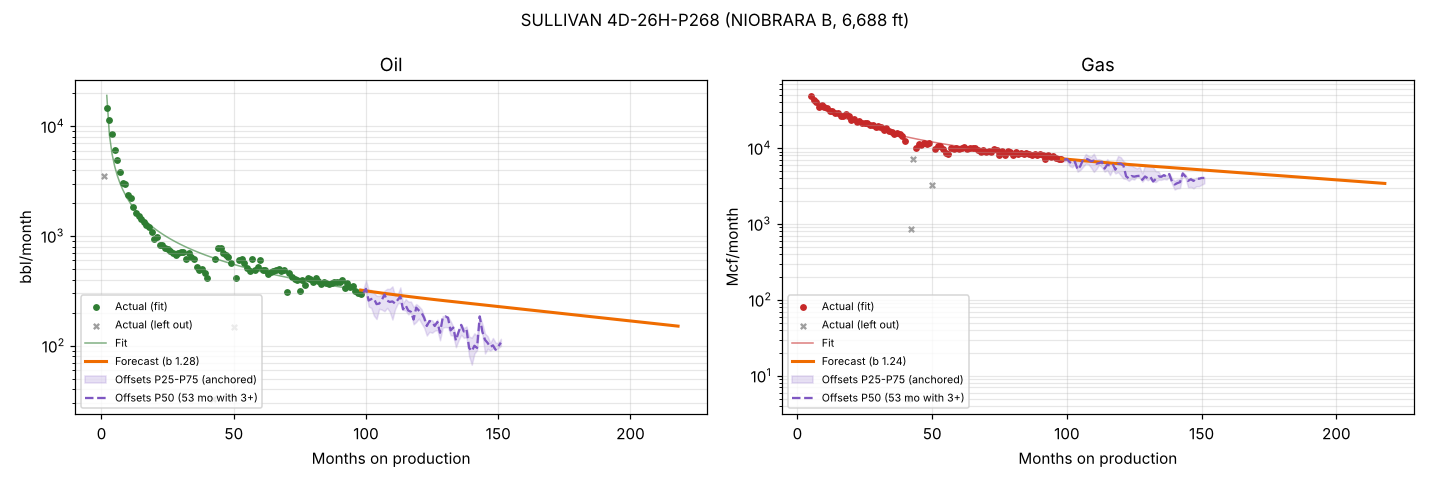 SULLIVAN 4D-26H-P268 (NIOBRARA B, 6,688 ft)
Oil
bbl/month
10^4
10^3
10^2
Actual (fit)
Actual (left out)
Fit
Forecast (b 1.28)
Offsets P25-P75 (anchored)
Offsets P50 (53 mo with 3+)
0 50 100 150 200
Months on production
Gas
Mcf/month
10^4
10^3
10^2
10^1
Actual (fit)
Actual (left out)
Fit
Forecast (b 1.24)
Offsets P25-P75 (anchored)
Offsets P50 (53 mo with 3+)
0 50 100 150 200
Months on production